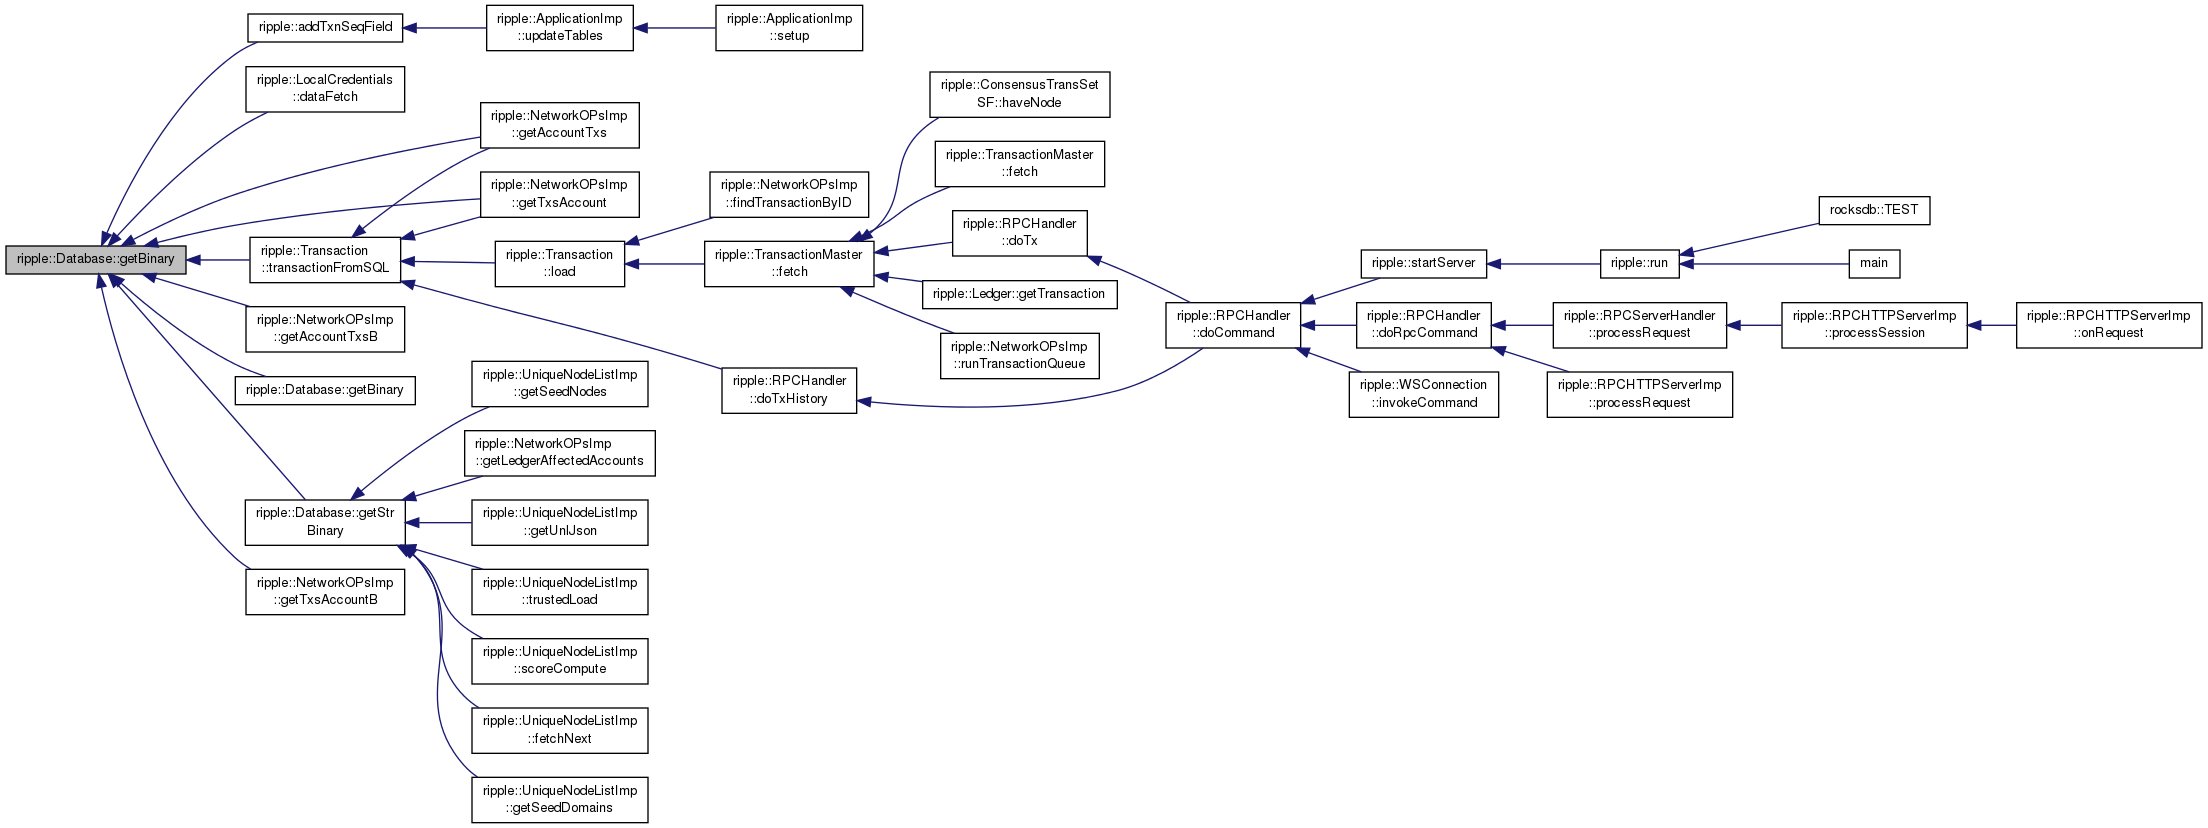 ripple::Database::getBinary
ripple::addTxnSeqField
ripple::ApplicationImp
::updateTables
ripple::ApplicationImp
::setup
ripple::LocalCredentials
::dataFetch
ripple::NetworkOPsImp
::getAccountTxs
ripple::NetworkOPsImp
::getTxsAccount
ripple::Transaction
::transactionFromSQL
ripple::Transaction
::load
ripple::NetworkOPsImp
::findTransactionByID
ripple::TransactionMaster
::fetch
ripple::ConsensusTransSet
SF::haveNode
ripple::TransactionMaster
::fetch
ripple::RPCHandler
::doTx
ripple::Ledger::getTransaction
ripple::NetworkOPsImp
::runTransactionQueue
ripple::RPCHandler
::doTxHistory
ripple::RPCHandler
::doCommand
ripple::startServer
ripple::run
rocksdb::TEST
main
ripple::RPCHandler
::doRpcCommand
ripple::RPCServerHandler
::processRequest
ripple::RPCHTTPServerImp
::processSession
ripple::RPCHTTPServerImp
::onRequest
ripple::WSConnection
::invokeCommand
ripple::RPCHTTPServerImp
::processRequest
ripple::NetworkOPsImp
::getAccountTxsB
ripple::Database::getBinary
ripple::Database::getStr
Binary
ripple::UniqueNodeListImp
::getSeedNodes
ripple::NetworkOPsImp
::getLedgerAffectedAccounts
ripple::UniqueNodeListImp
::getUnlJson
ripple::UniqueNodeListImp
::trustedLoad
ripple::UniqueNodeListImp
::scoreCompute
ripple::UniqueNodeListImp
::fetchNext
ripple::UniqueNodeListImp
::getSeedDomains
ripple::NetworkOPsImp
::getTxsAccountB